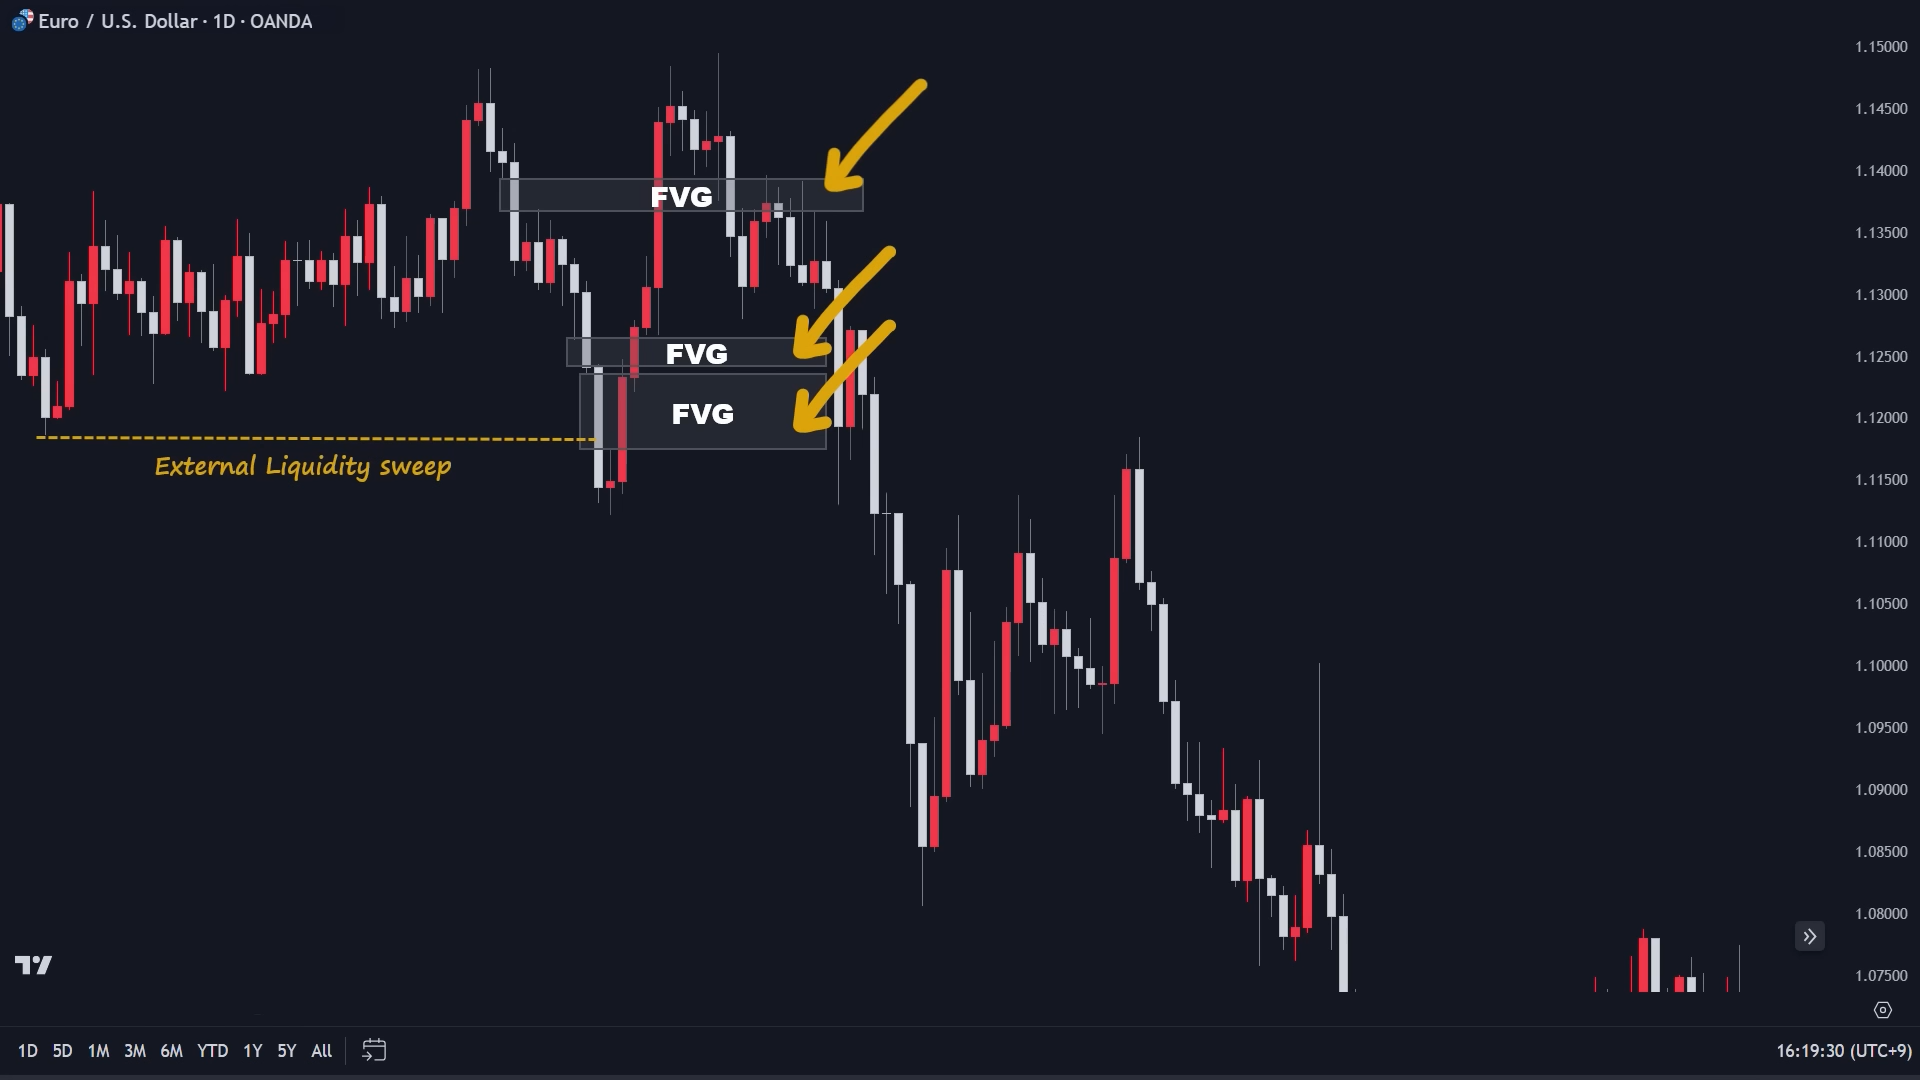 Euro / U.S. Dollar · 1D · OANDA
1.15000
1.14500
1.14000
1.13500
1.13000
1.12500
1.12000
1.11500
1.11000
1.10500
1.10000
1.09500
1.09000
1.08500
1.08000
1.07500
FVG
FVG
FVG
External Liquidity sweep
1D 5D 1M 3M 6M YTD 1Y 5Y All
16:19:30 (UTC+9)